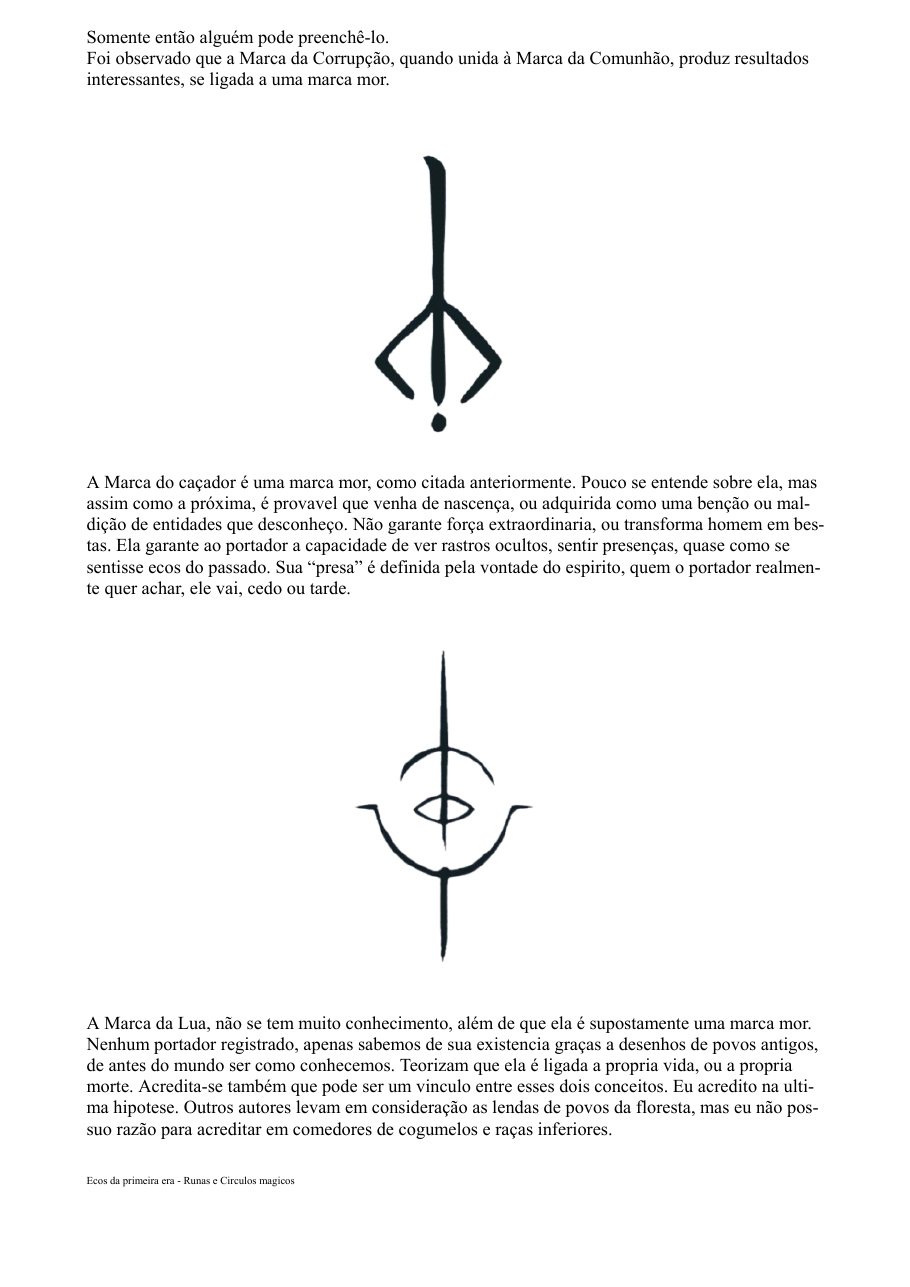 Somente então alguém pode preenchê-lo.
Foi observado que a Marca da Corrupção, quando unida à Marca da Comunhão, produz resultados
interessantes, se ligada a uma marca mor.
A Marca do caçador é uma marca mor, como citada anteriormente. Pouco se entende sobre ela, mas
assim como a próxima, é provavel que venha de nascença, ou adquirida como uma benção ou mal-
dição de entidades que desconheço. Não garante força extraordinaria, ou transforma homem em bes-
tas. Ela garante ao portador a capacidade de ver rastros ocultos, sentir presenças, quase como se
sentisse ecos do passado. Sua “presa” é definida pela vontade do espirito, quem o portador realmen-
te quer achar, ele vai, cedo ou tarde.
A Marca da Lua, não se tem muito conhecimento, além de que ela é supostamente uma marca mor.
Nenhum portador registrado, apenas sabemos de sua existencia graças a desenhos de povos antigos,
de antes do mundo ser como conhecemos. Teorizam que ela é ligada a propria vida, ou a propria
morte. Acredita-se também que pode ser um vinculo entre esses dois conceitos. Eu acredito na ulti-
ma hipotese. Outros autores levam em consideração as lendas de povos da floresta, mas eu não pos-
suo razão para acreditar em comedores de cogumelos e raças inferiores.
Ecos da primeira era - Runas e Circulos magicos